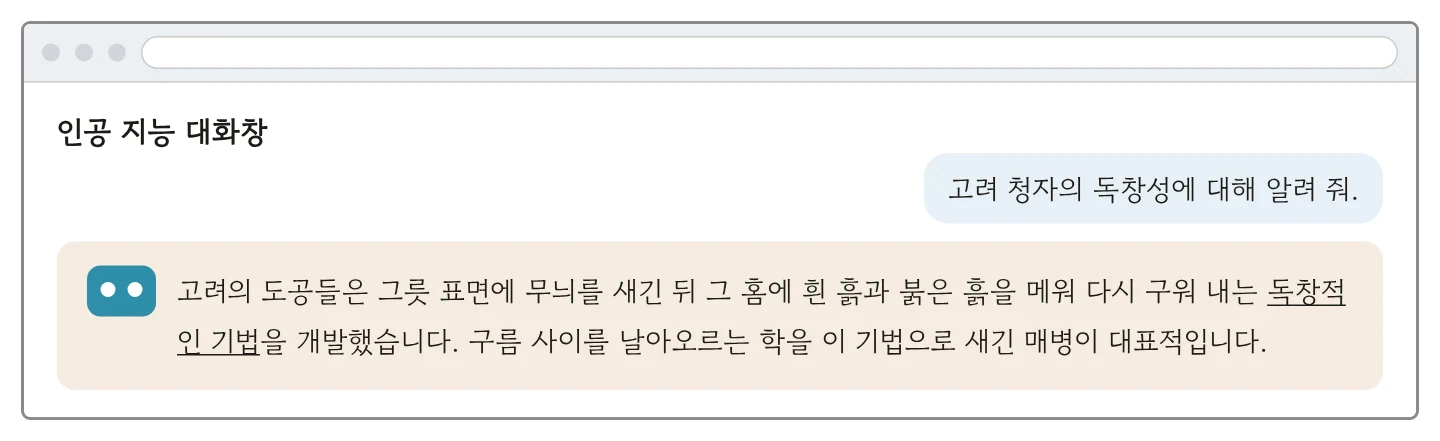 인공 지능 대화창
고려 청자의 독창성에 대해 알려 줘.
고려의 도공들은 그릇 표면에 무늬를 새긴 뒤 그 홈에 흰 흙과 붉은 흙을 메워 다시 구워 내는 독창적
인 기법을 개발했습니다. 구름 사이를 날아오르는 학을 이 기법으로 새긴 매병이 대표적입니다.